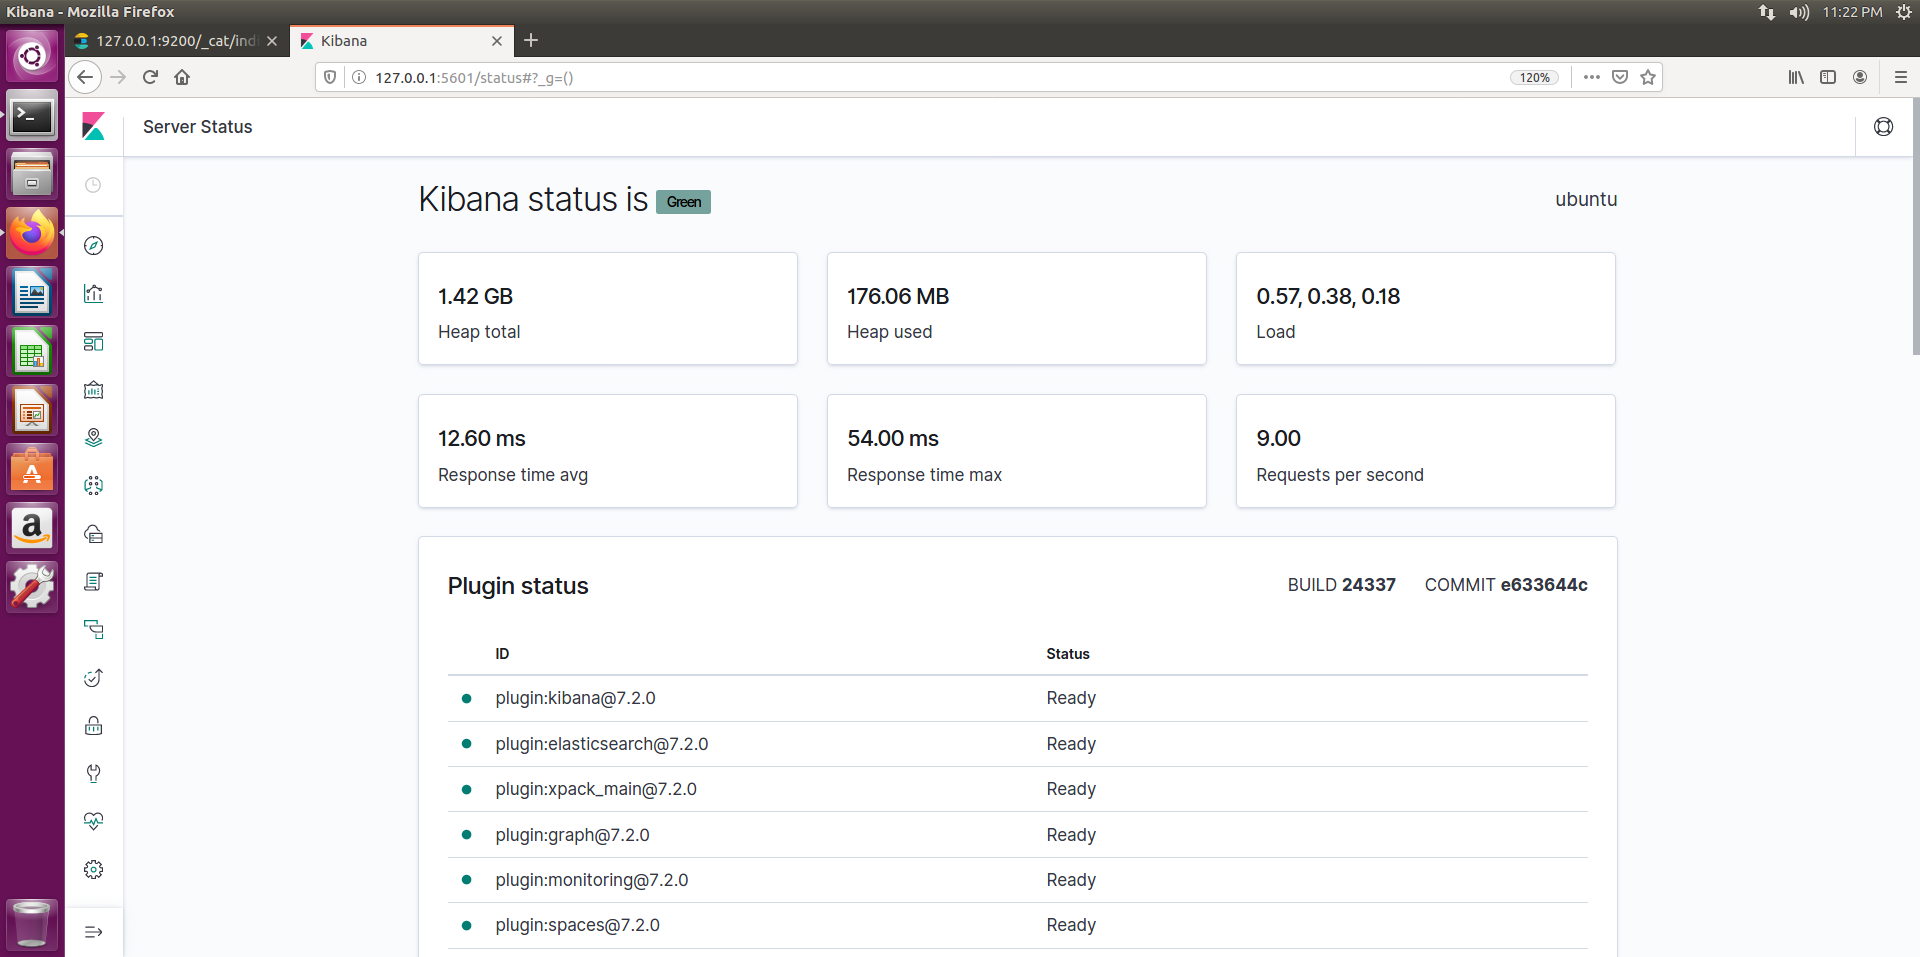 Kibana - Mozilla Firefox
11:22 PM
127.0.0.1:9200/_cat/indi
Kibana
127.0.0.1:5601/status#?_g=()
120%
Server Status
Kibana status is Green
ubuntu
1.42 GB
Heap total
176.06 MB
Heap used
0.57, 0.38, 0.18
Load
12.60 ms
Response time avg
54.00 ms
Response time max
9.00
Requests per second
Plugin status
BUILD 24337
COMMIT e633644c
ID Status
plugin:kibana@7.2.0 Ready
plugin:elasticsearch@7.2.0 Ready
plugin:xpack_main@7.2.0 Ready
plugin:graph@7.2.0 Ready
plugin:monitoring@7.2.0 Ready
plugin:spaces@7.2.0 Ready